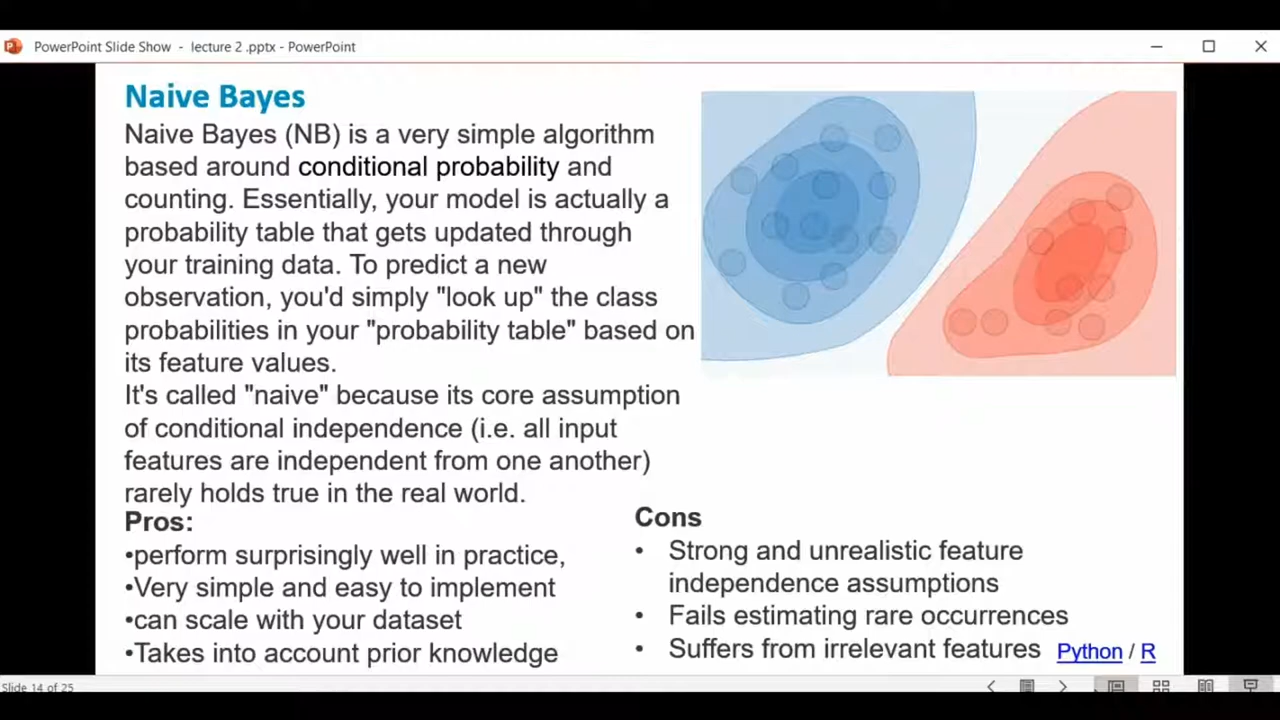 PowerPoint Slide Show - lecture 2 .pptx - PowerPoint
Naive Bayes
Naive Bayes (NB) is a very simple algorithm
based around conditional probability and
counting. Essentially, your model is actually a
probability table that gets updated through
your training data. To predict a new
observation, you'd simply "look up" the class
probabilities in your "probability table" based on
its feature values.
It's called "naive" because its core assumption
of conditional independence (i.e. all input
features are independent from one another)
rarely holds true in the real world.
Pros:
•perform surprisingly well in practice,
•Very simple and easy to implement
•can scale with your dataset
•Takes into account prior knowledge
Cons
• Strong and unrealistic feature
independence assumptions
• Fails estimating rare occurrences
• Suffers from irrelevant features
Python / R
Slide 14 of 25